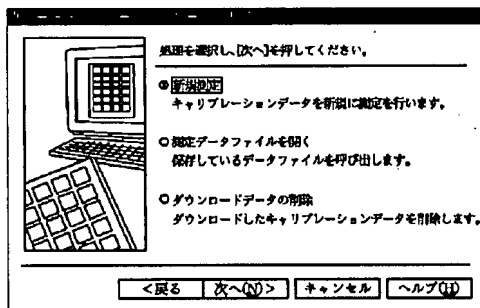 処理を選択し、[次へ]を押してください。
新規測定
キャリブレーションデータを新規に測定を行います。
測定データファイルを開く
保存しているデータファイルを呼び出します。
ダウンロードデータの削除
ダウンロードしたキャリブレーションデータを削除します。
<戻る 次へ(N)> キャンセル ヘルプ(H)